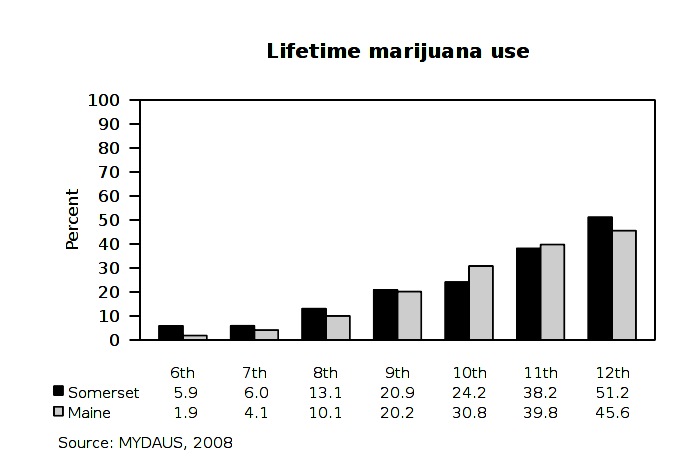 Lifetime marijuana use
100
90
80
70
60
50
40
30
20
10
0
Percent
6th 7th 8th 9th 10th 11th 12th
Somerset 5.9 6.0 13.1 20.9 24.2 38.2 51.2
Maine 1.9 4.1 10.1 20.2 30.8 39.8 45.6
Source: MYDAUS, 2008